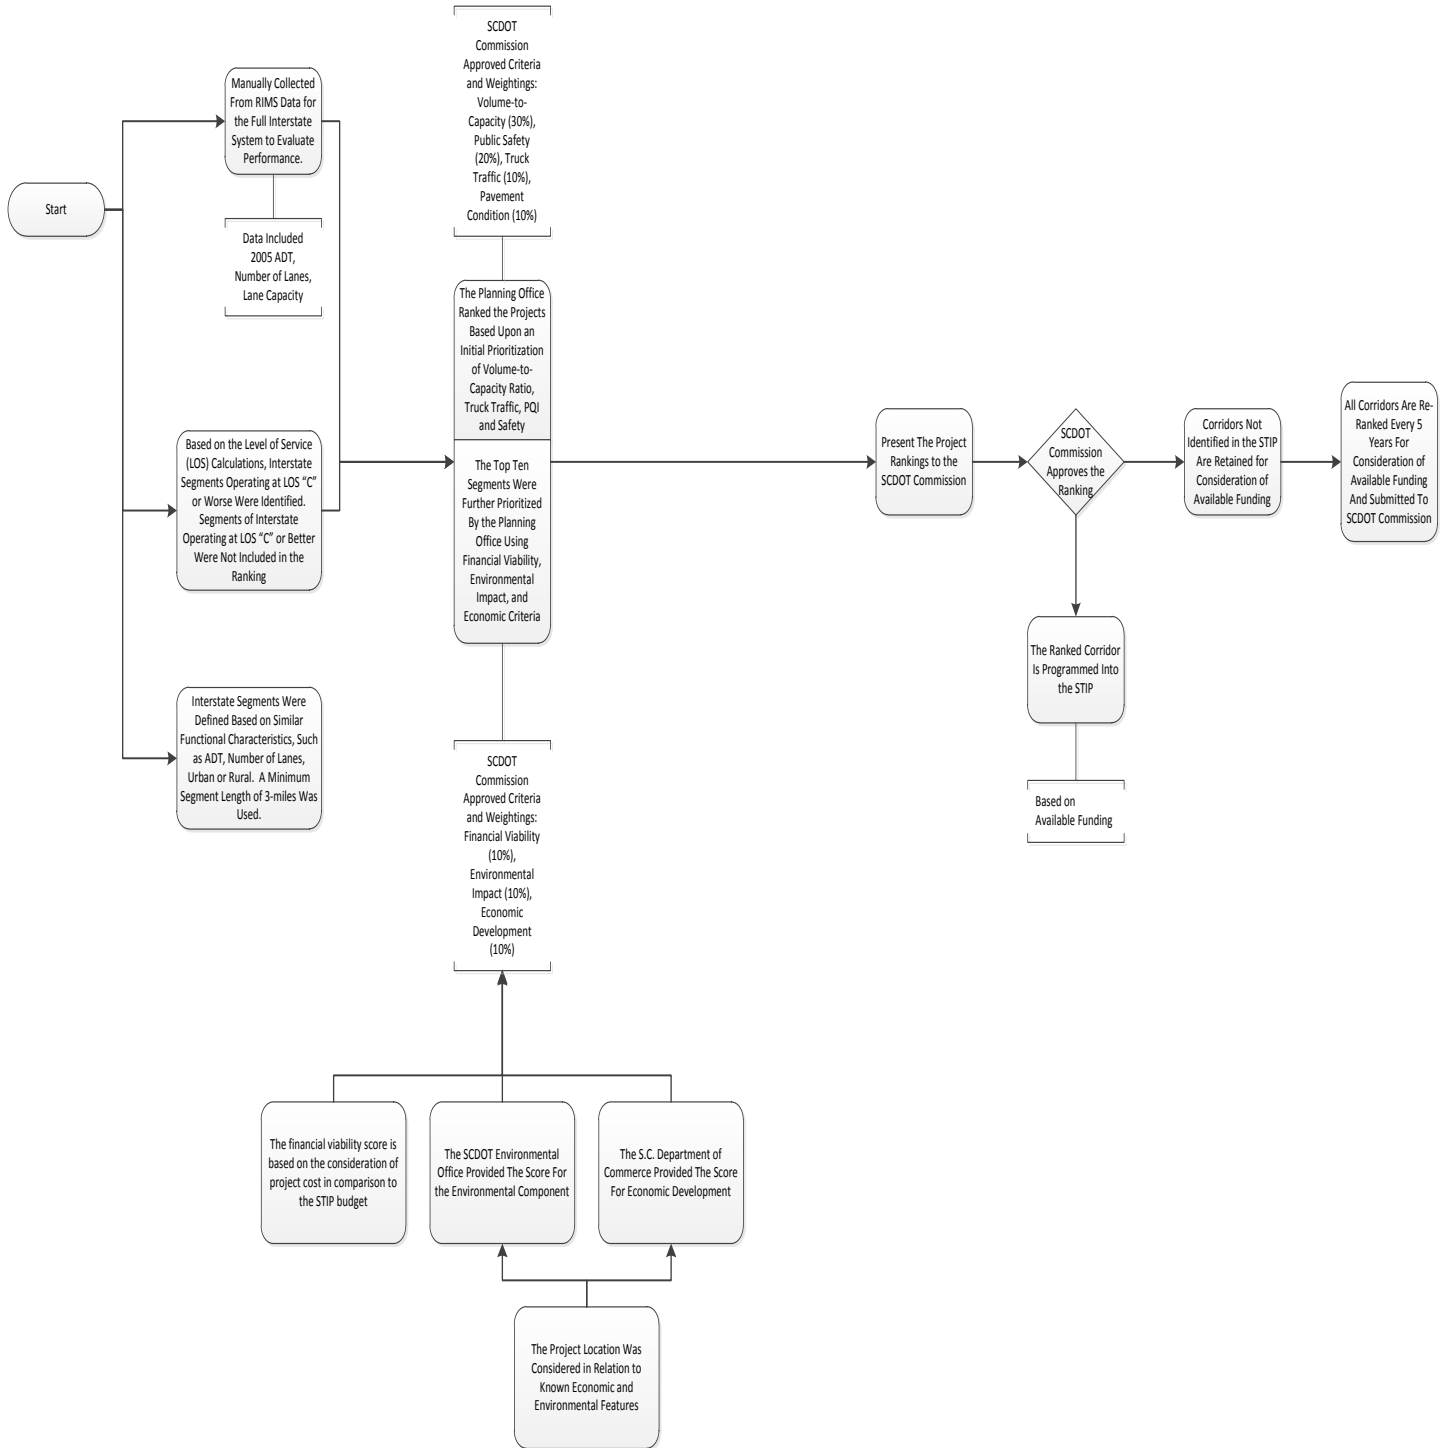 Start
Manually Collected
From RIMS Data for
the Full Interstate
System to Evaluate
Performance.
Data Included
2005 ADT,
Number of Lanes,
Lane Capacity
Based on the Level of Service
(LOS) Calculations, Interstate
Segments Operating at LOS “C”
or Worse Were Identified.
Segments of Interstate
Operating at LOS “C” or Better
Were Not Included in the
Ranking
Interstate Segments Were
Defined Based on Similar
Functional Characteristics, Such
as ADT, Number of Lanes,
Urban or Rural. A Minimum
Segment Length of 3-miles Was
Used.
SCDOT
Commission
Approved Criteria
and Weightings:
Volume-to-
Capacity (30%),
Public Safety
(20%), Truck
Traffic (10%),
Pavement
Condition (10%)
The Planning Office
Ranked the Projects
Based Upon an
Initial Prioritization
of Volume-to-
Capacity Ratio,
Truck Traffic, PQI
and Safety
The Top Ten
Segments Were
Further Prioritized
By the Planning
Office Using
Financial Viability,
Environmental
Impact, and
Economic Criteria
SCDOT
Commission
Approved Criteria
and Weightings:
Financial Viability
(10%),
Environmental
Impact (10%),
Economic
Development
(10%)
The financial viability score is
based on the consideration of
project cost in comparison to
the STIP budget
The SCDOT Environmental
Office Provided The Score For
the Environmental Component
The S.C. Department of
Commerce Provided The Score
For Economic Development
The Project Location Was
Considered in Relation to
Known Economic and
Environmental Features
Present The Project
Rankings to the
SCDOT Commission
SCDOT
Commission
Approves the
Ranking
The Ranked Corridor
Is Programmed Into
the STIP
Based on
Available Funding
Corridors Not
Identified in the STIP
Are Retained for
Consideration of
Available Funding
All Corridors Are Re-
Ranked Every 5
Years For
Consideration of
Available Funding
And Submitted To
SCDOT Commission